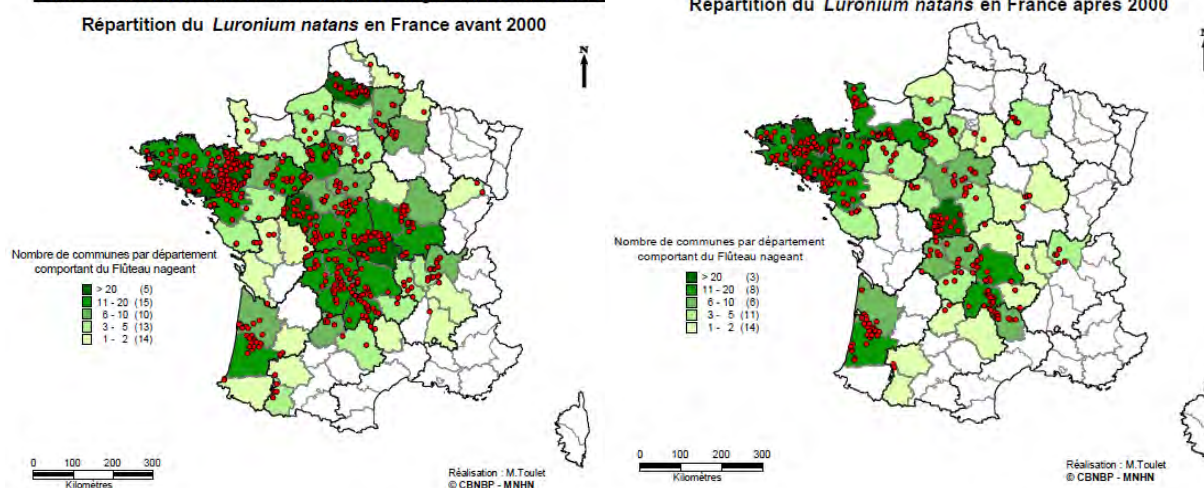 Répartition du Luronium natans en France avant 2000
N
Nombre de communes par département
comportant du Flûteau nageant
> 20 (5)
11 - 20 (15)
6 - 10 (10)
3 - 5 (13)
1 - 2 (14)
0 100 200 300
Kilomètres
Réalisation : M.Toulet
© CBNBP - MNHN
Répartition du Luronium natans en France après 2000
N
Nombre de communes par département
comportant du Flûteau nageant
> 20 (3)
11 - 20 (8)
6 - 10 (6)
3 - 5 (11)
1 - 2 (14)
0 100 200 300
Kilomètres
Réalisation : M.Toulet
© CBNBP - MNHN